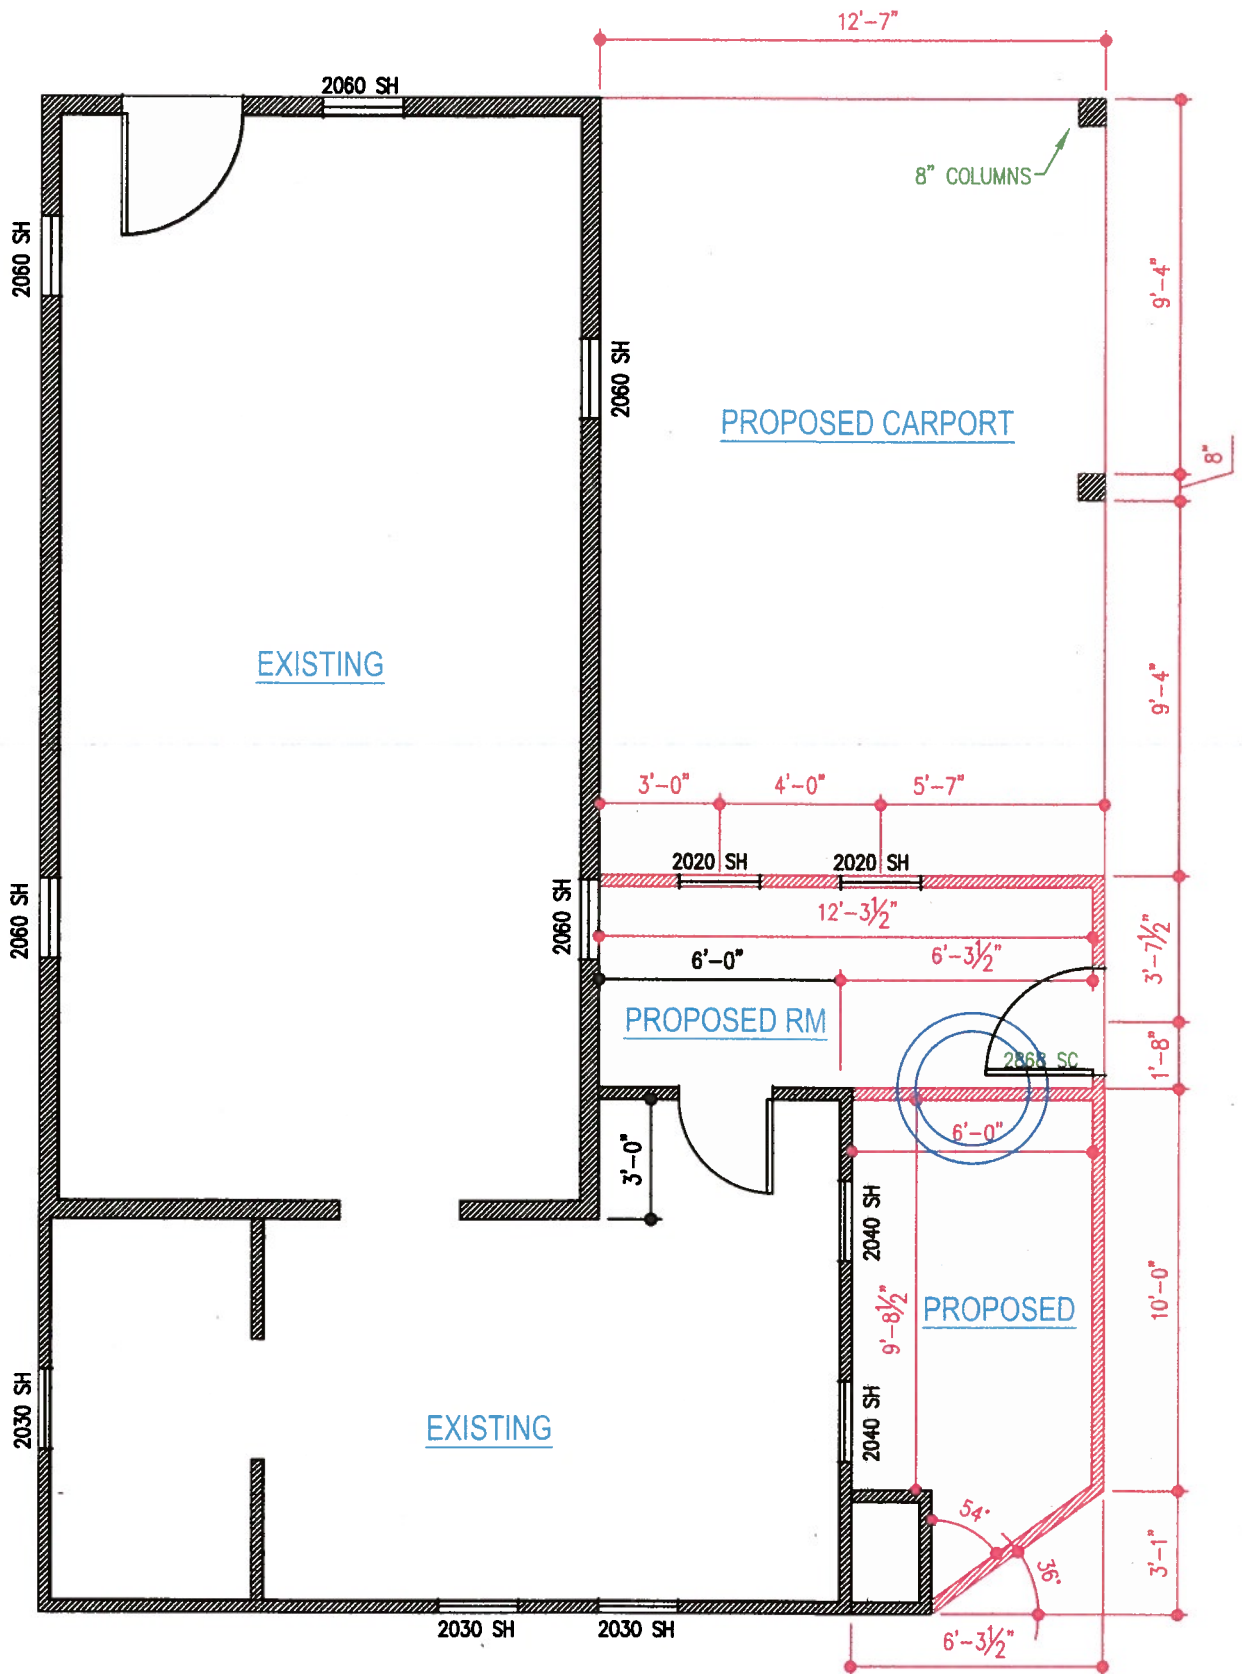 12'-7"
2060 SH
8" COLUMNS
2060 SH
9'-4"
2060 SH
PROPOSED CARPORT
8"
EXISTING
9'-4"
3'-0"
4'-0"
5'-7"
2020 SH
2020 SH
2060 SH
2060 SH
12'-3½"
6'-0"
6'-3½"
3'-7½"
PROPOSED RM
2868 SC
1'-8"
6'-0"
3'-0"
2040 SH
9'-8½"
PROPOSED
10'-0"
2030 SH
2040 SH
EXISTING
54°
36°
3'-1"
2030 SH
2030 SH
6'-3½"